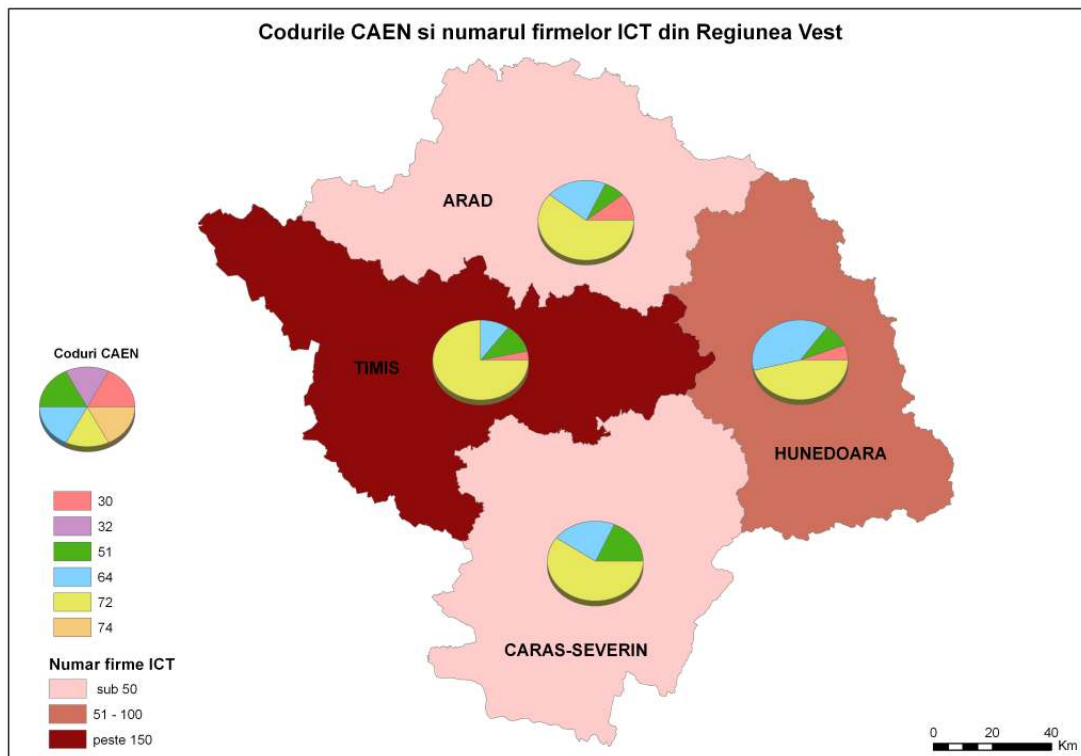 Codurile CAEN si numarul firmelor ICT din Regiunea Vest
ARAD
TIMIS
HUNEDOARA
CARAS-SEVERIN
Coduri CAEN
30
32
51
64
72
74
Numar firme ICT
sub 50
51 - 100
peste 150
0 20 40
Km